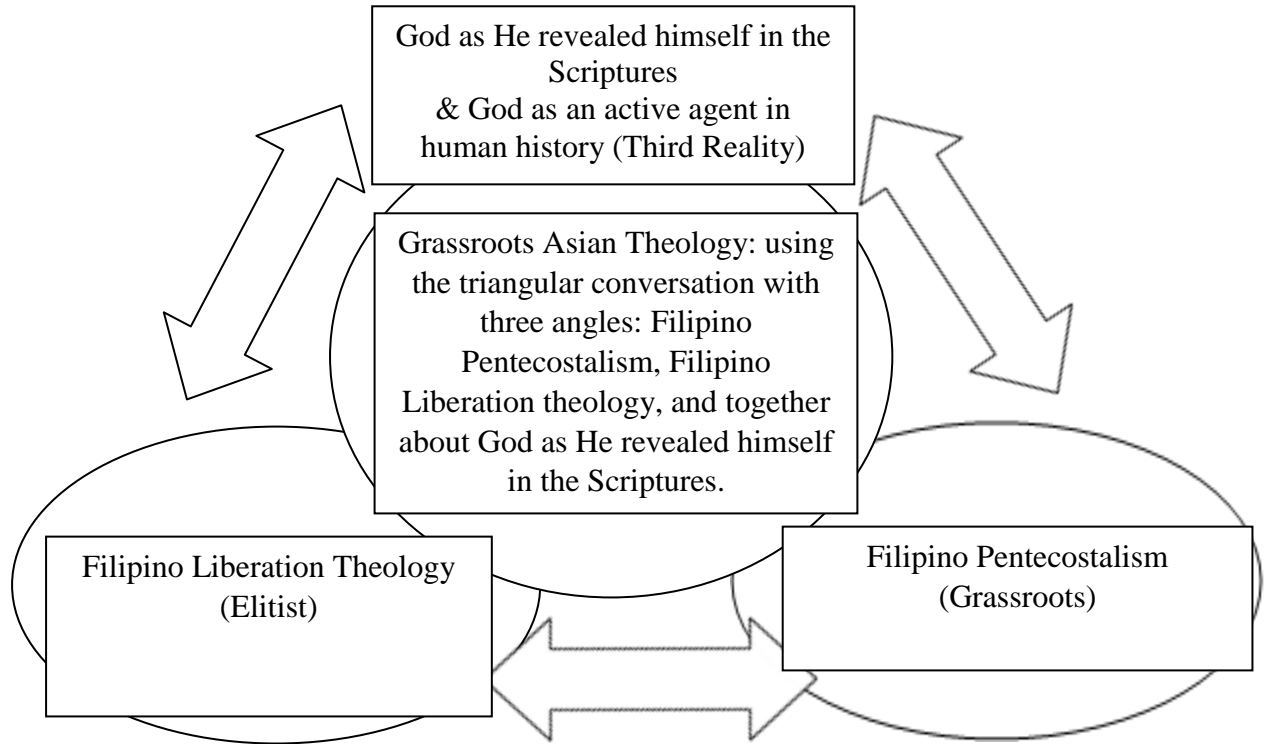 God as He revealed himself in the
Scriptures
& God as an active agent in
human history (Third Reality)
Grassroots Asian Theology: using
the triangular conversation with
three angles: Filipino
Pentecostalism, Filipino
Liberation theology, and together
about God as He revealed himself
in the Scriptures.
Filipino Liberation Theology
(Elitist)
Filipino Pentecostalism
(Grassroots)